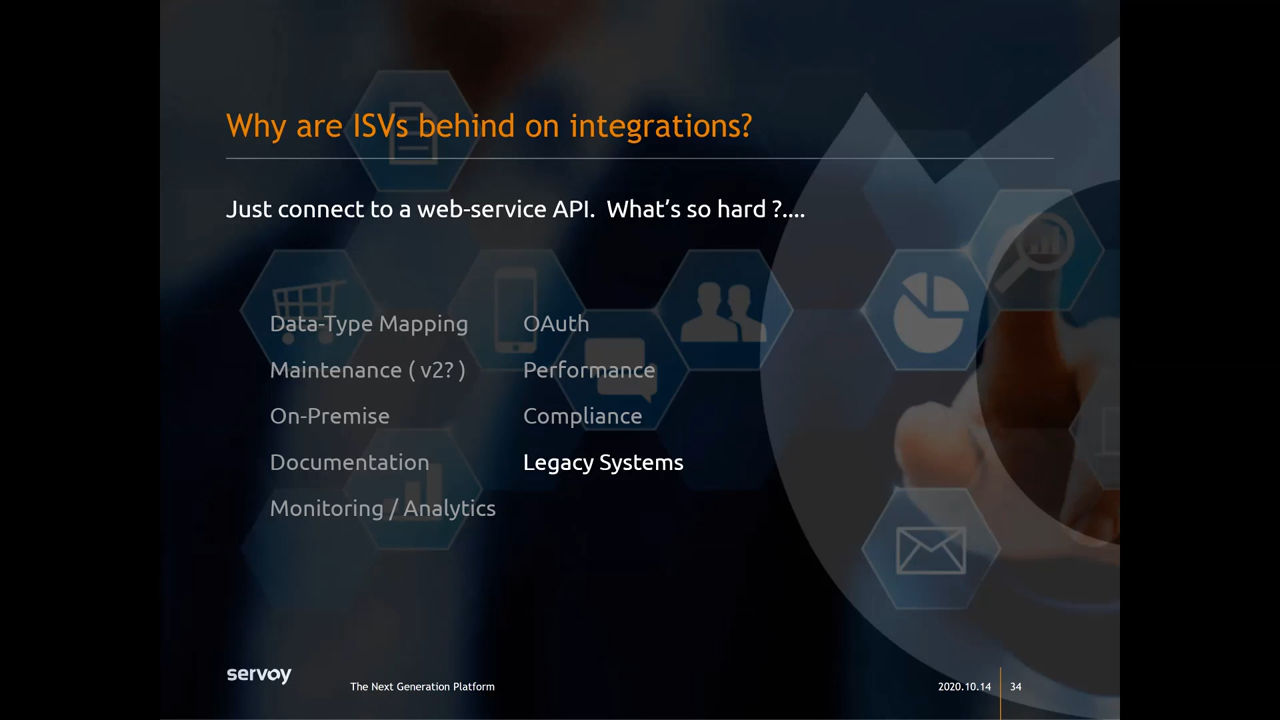 Why are ISVs behind on integrations?
Just connect to a web-service API.  What's so hard ?....
Data-Type Mapping
Maintenance ( v2? )
On-Premise
Documentation
Monitoring / Analytics
OAuth
Performance
Compliance
Legacy Systems
servoy
The Next Generation Platform
2020.10.14
34